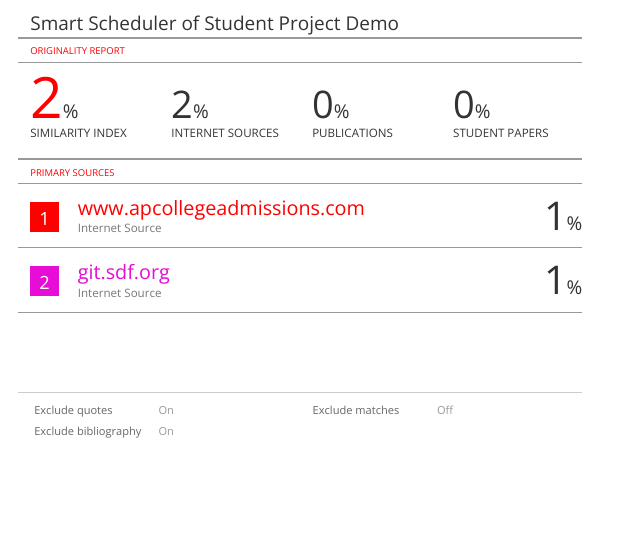 Smart Scheduler of Student Project Demo
ORIGINALITY REPORT
2% 2% 0% 0%
SIMILARITY INDEX INTERNET SOURCES PUBLICATIONS STUDENT PAPERS
PRIMARY SOURCES
1 www.apcollegeadmissions.com 1%
Internet Source
2 git.sdf.org 1%
Internet Source
Exclude quotes On Exclude matches Off
Exclude bibliography On